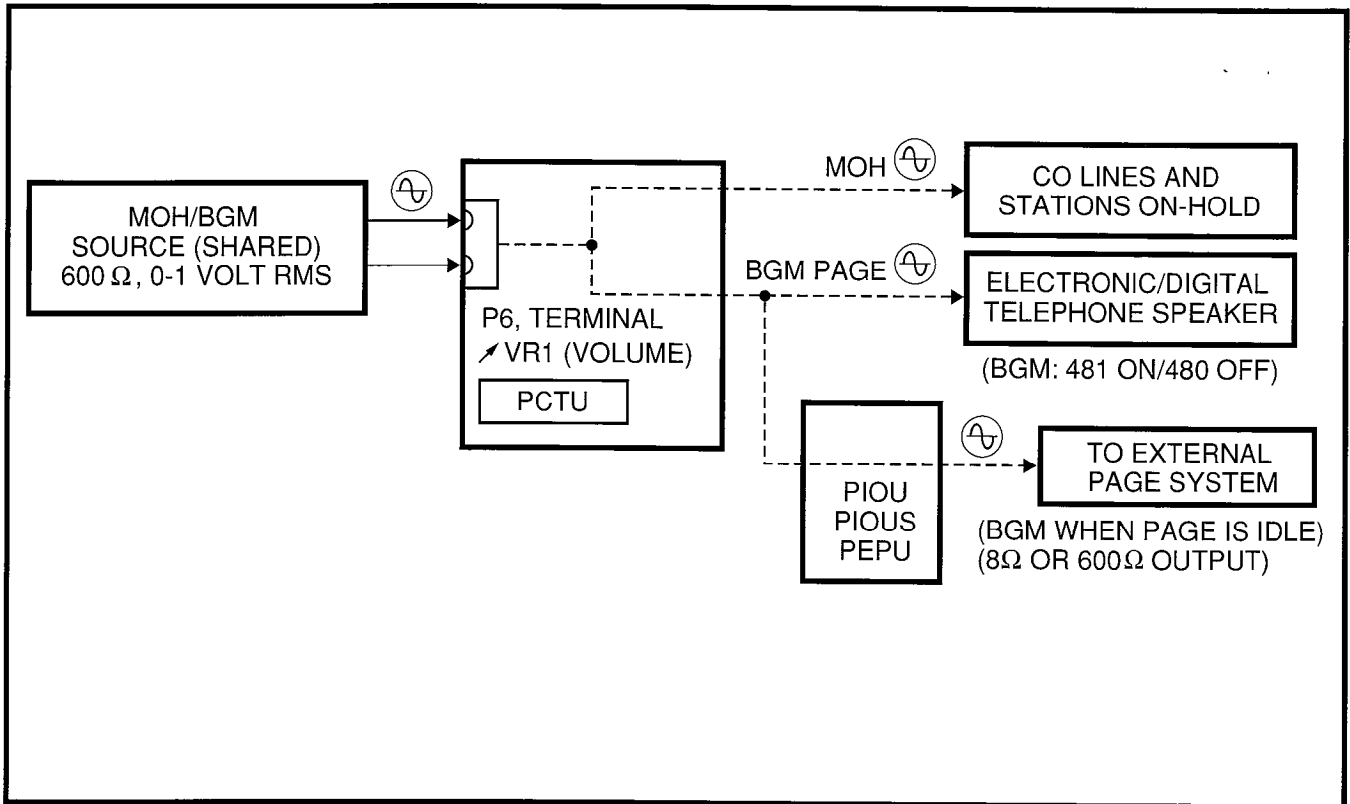 MOH/BGM
SOURCE (SHARED)
600 Ω, 0-1 VOLT RMS
P6, TERMINAL
VR1 (VOLUME)
PCTU
MOH
CO LINES AND
STATIONS ON-HOLD
BGM PAGE
ELECTRONIC/DIGITAL
TELEPHONE SPEAKER
(BGM: 481 ON/480 OFF)
PIOU
PIOUS
PEPU
TO EXTERNAL
PAGE SYSTEM
(BGM WHEN PAGE IS IDLE)
(8Ω OR 600Ω OUTPUT)